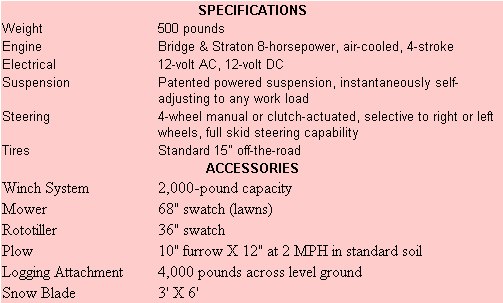 SPECIFICATIONS
Weight 500 pounds
Engine Bridge & Straton 8-horsepower, air-cooled, 4-stroke
Electrical 12-volt AC, 12-volt DC
Suspension Patented powered suspension, instantaneously self-
adjusting to any work load
Steering 4-wheel manual or clutch-actuated, selective to right or left
wheels, full skid steering capability
Tires Standard 15" off-the-road
ACCESSORIES
Winch System 2,000-pound capacity
Mower 68" swatch (lawns)
Rototiller 36" swatch
Plow 10" furrow X 12" at 2 MPH in standard soil
Logging Attachment 4,000 pounds across level ground
Snow Blade 3' X 6'